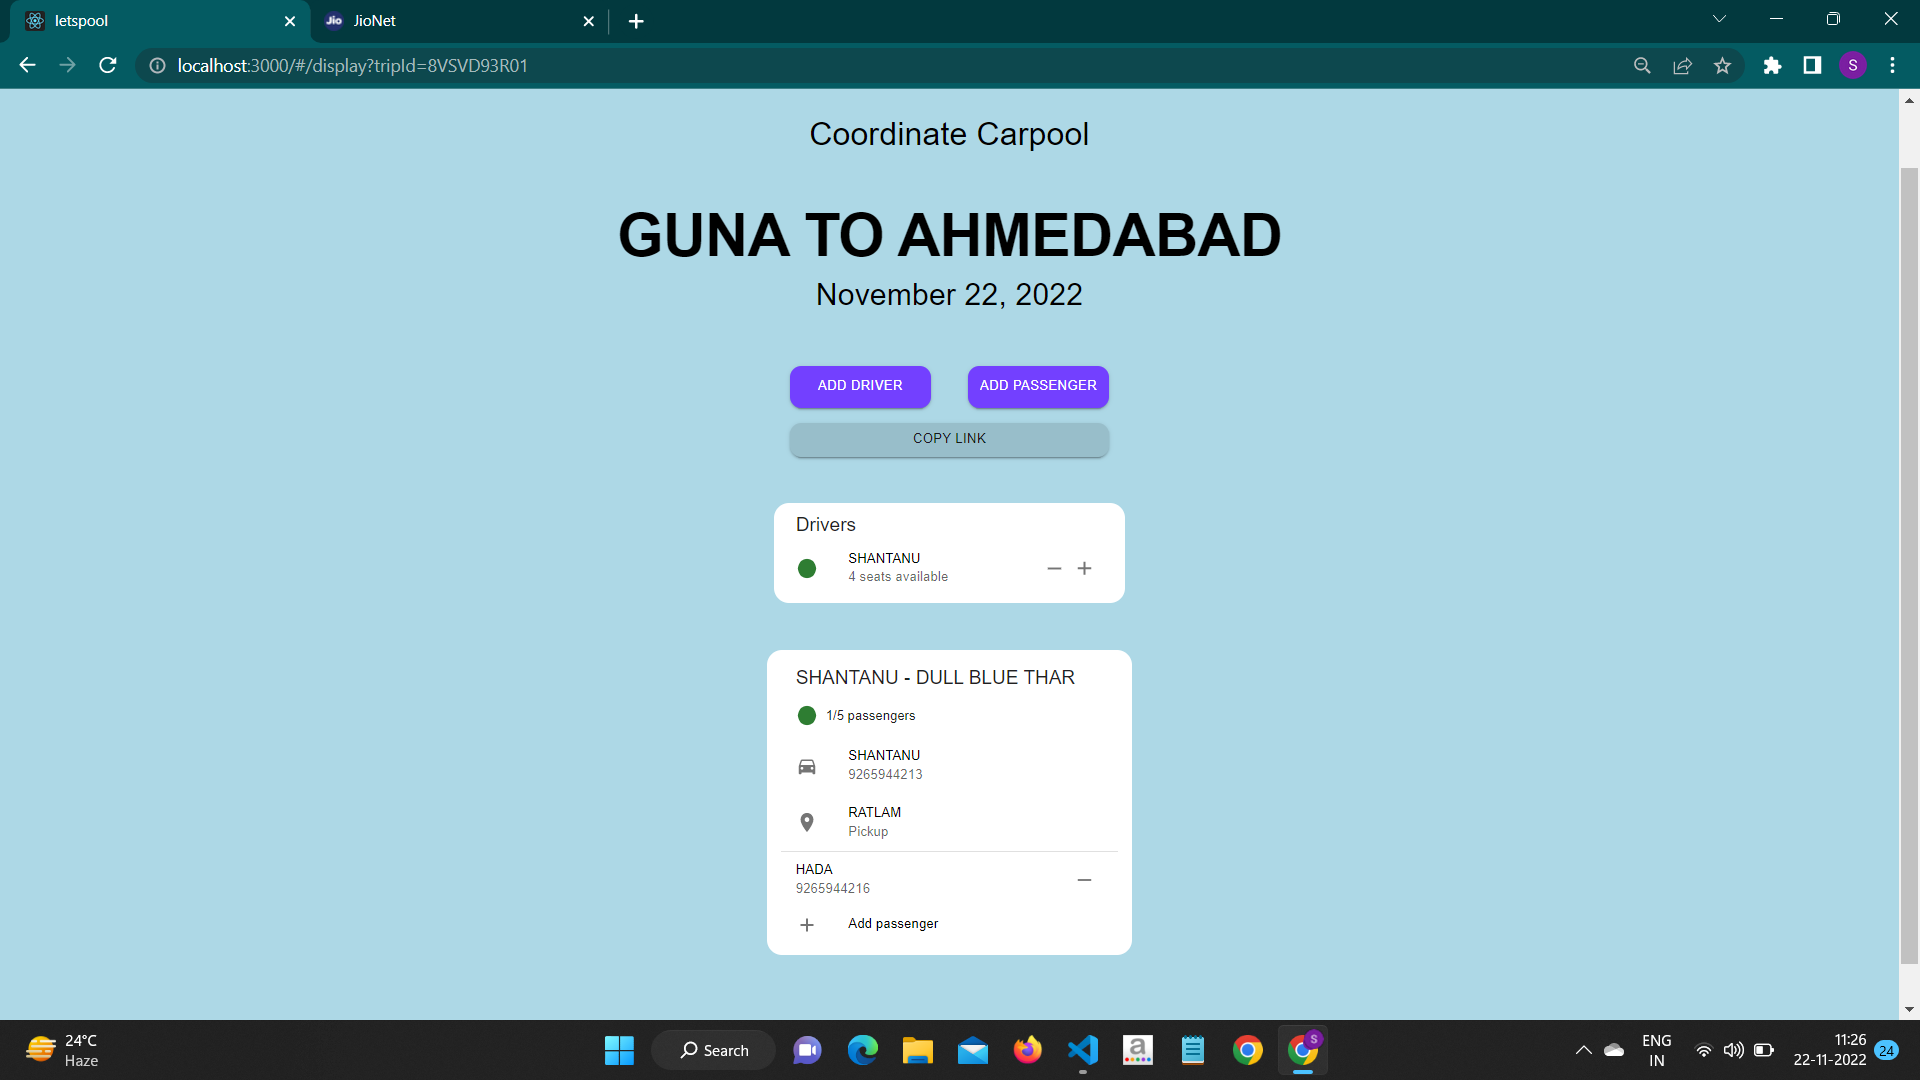 letspool
JioNet
localhost:3000/#/display?tripId=8VSVD93R01
S
Coordinate Carpool
GUNA TO AHMEDABAD
November 22, 2022
ADD DRIVER
ADD PASSENGER
COPY LINK
Drivers
SHANTANU
4 seats available
SHANTANU - DULL BLUE THAR
1/5 passengers
SHANTANU
9265944213
RATLAM
Pickup
HADA
9265944216
Add passenger
24°C
Haze
Search
a
S
ENG
IN
11:26
22-11-2022
24